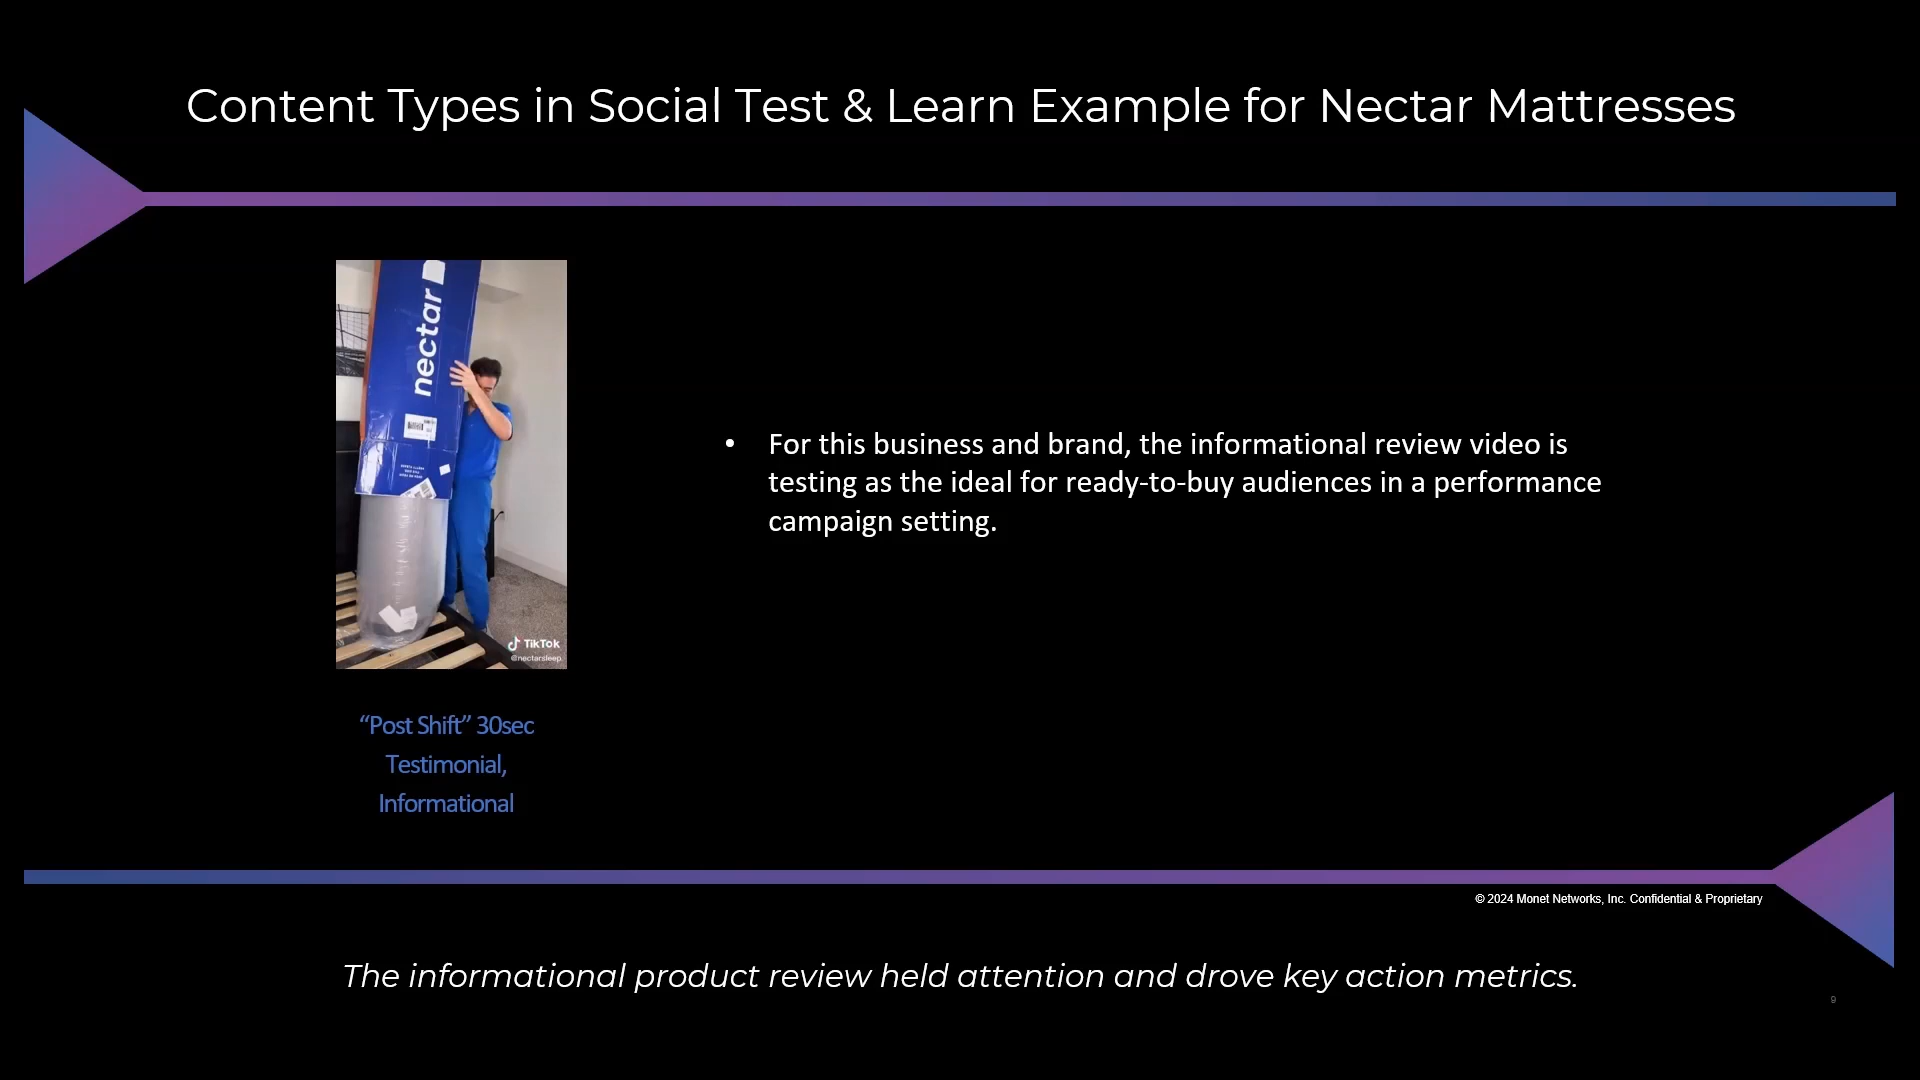 Content Types in Social Test & Learn Example for Nectar Mattresses
nectar
• For this business and brand, the informational review video is
testing as the ideal for ready-to-buy audiences in a performance
campaign setting.
TikTok
@nectarsleep
“Post Shift” 30sec
Testimonial,
Informational
© 2024 Monet Networks, Inc. Confidential & Proprietary
The informational product review held attention and drove key action metrics.
9